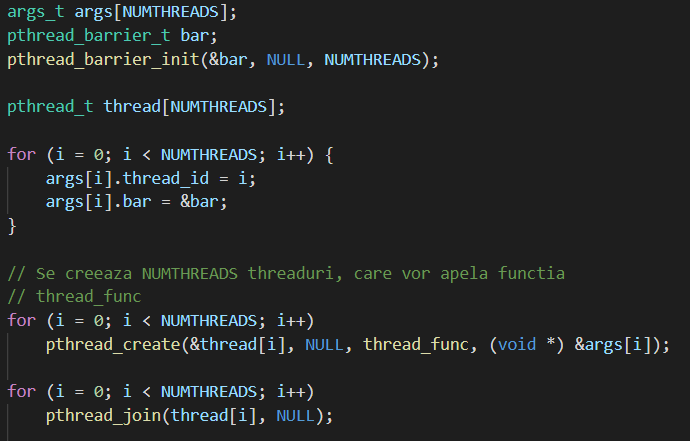 args_t args[NUMTHREADS];
pthread_barrier_t bar;
pthread_barrier_init(&bar, NULL, NUMTHREADS);
pthread_t thread[NUMTHREADS];
for (i = 0; i < NUMTHREADS; i++) {
args[i].thread_id = i;
args[i].bar = &bar;
}
// Se creeaza NUMTHREADS threaduri, care vor apela functia
// thread_func
for (i = 0; i < NUMTHREADS; i++)
pthread_create(&thread[i], NULL, thread_func, (void *) &args[i]);
for (i = 0; i < NUMTHREADS; i++)
pthread_join(thread[i], NULL);